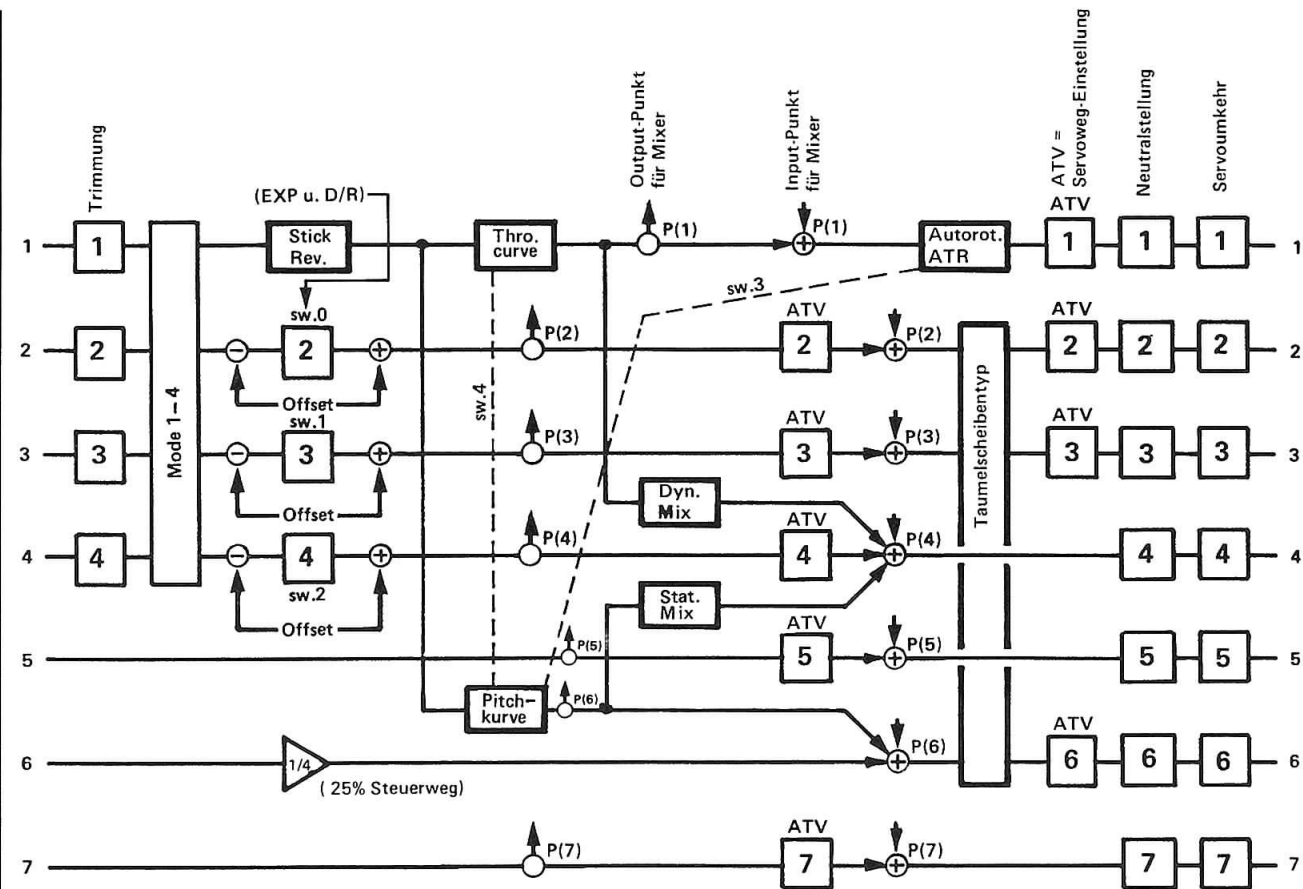 Trimmung
Output-Punkt
für Mixer
Input-Punkt
für Mixer
ATV =
Servoweg-Einstellung
Neutralstellung
Servoumkehr
(EXP u. D/R)
1
1
Stick
Rev.
Thro.
curve
P(1)
P(1)
Autorot.
ATR
ATV
1
1
1
1
sw.3
sw.0
2
2
2
P(2)
ATV
2
P(2)
ATV
2
2
2
2
Offset
sw.4
Mode 1–4
Taumelscheibentyp
sw.1
3
3
3
P(3)
ATV
3
P(3)
ATV
3
3
3
3
Offset
Dyn.
Mix
4
4
4
sw.2
P(4)
ATV
4
P(4)
4
4
4
Offset
Stat.
Mix
5
P(5)
ATV
5
P(5)
5
5
5
Pitch-
kurve
P(6)
6
1/4
( 25% Steuerweg)
P(6)
ATV
6
6
6
6
7
P(7)
ATV
7
P(7)
7
7
7